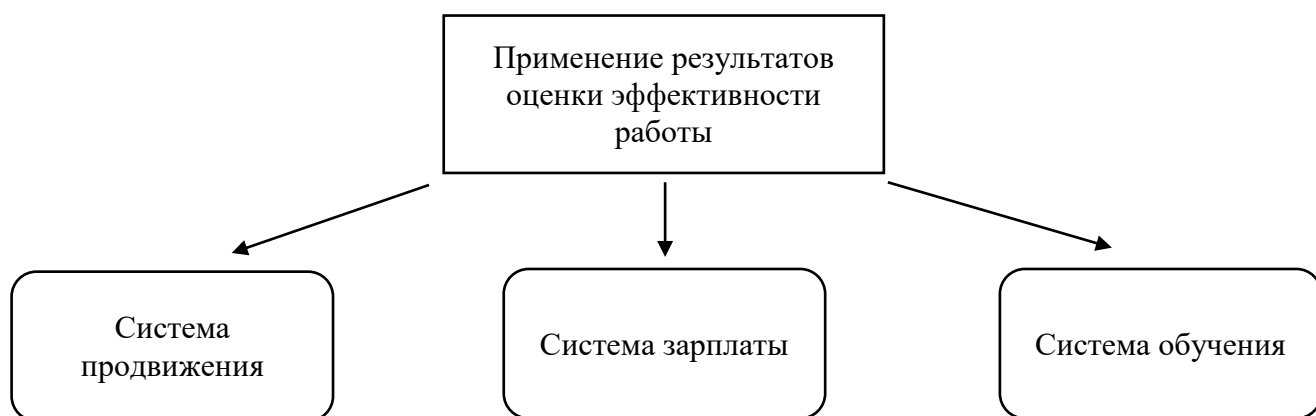 Применение результатов
оценки эффективности
работы
Система
продвижения
Система зарплаты
Система обучения